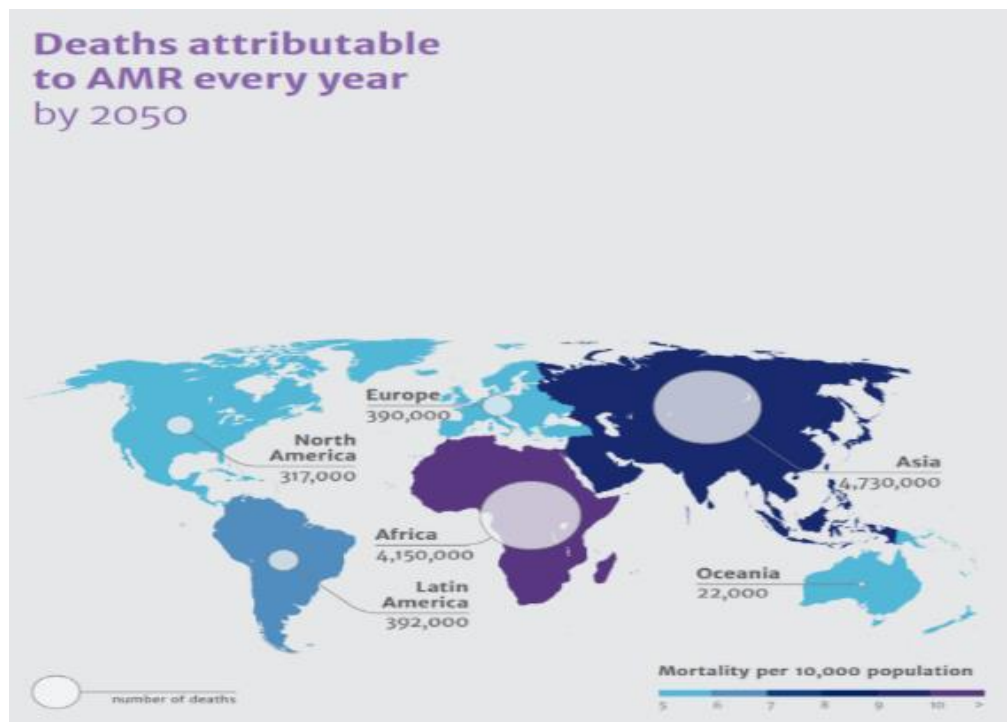 Deaths attributable
to AMR every year
by 2050
Europe
390,000
North
America
317,000
Asia
4,730,000
Africa
4,150,000
Oceania
22,000
Latin
America
392,000
Mortality per 10,000 population
number of deaths
5 6 7 8 9 10 >